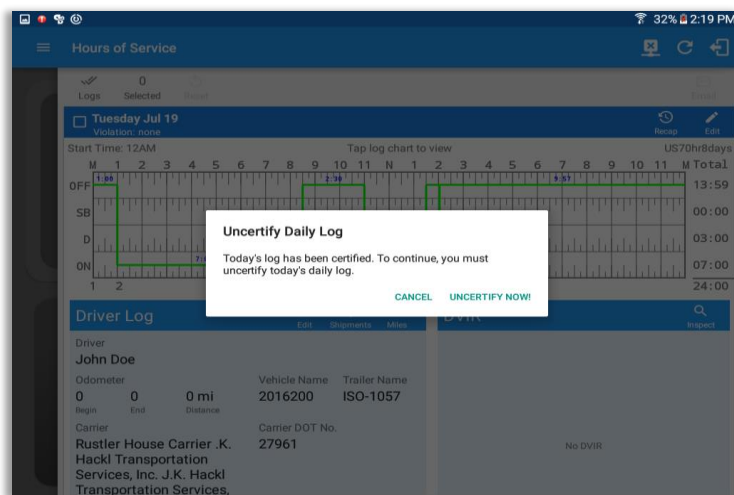 32% 2:19 PM
Hours of Service
0
Logs Selected Reset
Tuesday Jul 19
Violation: none
Recap Edit
Start Time: 12AM Tap log chart to view US70hr8days
M 1 2 3 4 5 6 7 8 9 10 11 N 1 2 3 4 5 6 7 8 9 10 11 M Total
OFF 1:00 2:30 9:57 13:59
SB 00:00
D 03:00
ON 07:00
1 2 24:00
Uncertify Daily Log
Today's log has been certified. To continue, you must
uncertify today's daily log.
CANCEL UNCERTIFY NOW!
Driver Log
Edit Shipments Miles
DVIR
Inspect
Driver
John Doe
Odometer Vehicle Name Trailer Name
0 0 0 mi 2016200 ISO-1057
Begin End Distance
Carrier Carrier DOT No.
Rustler House Carrier .K. 27961
Hackl Transportation
Services, Inc. J.K. Hackl
Transportation Services,
No DVIR